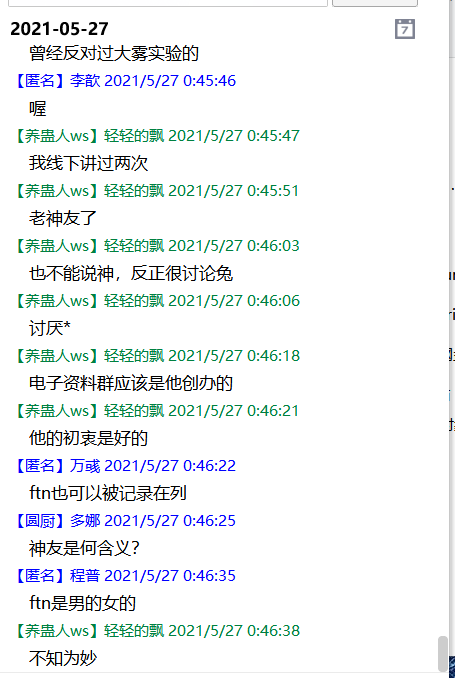 2021-05-27
曾经反对过大雾实验的
【匿名】李歆 2021/5/27 0:45:46
喔
【养蛊人ws】轻轻的飘 2021/5/27 0:45:47
我线下讲过两次
【养蛊人ws】轻轻的飘 2021/5/27 0:45:51
老神友了
【养蛊人ws】轻轻的飘 2021/5/27 0:46:03
也不能说神，反正很讨论兔
【养蛊人ws】轻轻的飘 2021/5/27 0:46:06
讨厌*
【养蛊人ws】轻轻的飘 2021/5/27 0:46:18
电子资料群应该是他创办的
【养蛊人ws】轻轻的飘 2021/5/27 0:46:21
他的初衷是好的
【匿名】万彧 2021/5/27 0:46:22
ftn也可以被记录在列
【圆厨】多娜 2021/5/27 0:46:25
神友是何含义?
【匿名】程普 2021/5/27 0:46:35
ftn是男的女的
【养蛊人ws】轻轻的飘 2021/5/27 0:46:38
不知为妙